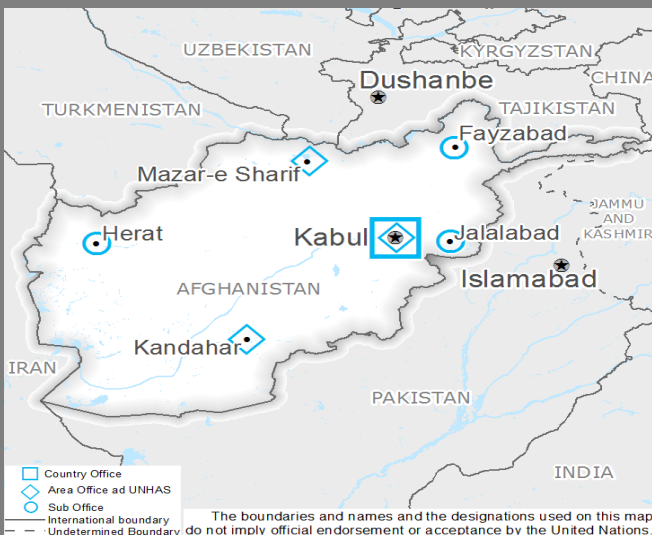 UZBEKISTAN
KYRGYZSTAN
Dushanbe
CHINA
TURKMENISTAN
TAJIKISTAN
Fayzabad
Mazar-e Sharif
JAMMU
AND
KASHMIR
Herat
Kabul
Jalalabad
Islamabad
AFGHANISTAN
Kandahar
IRAN
PAKISTAN
INDIA
Country Office
Area Office ad UNHAS
Sub Office
International boundary
Undetermined Boundary
The boundaries and names and the designations used on this map
do not imply official endorsement or acceptance by the United Nations.